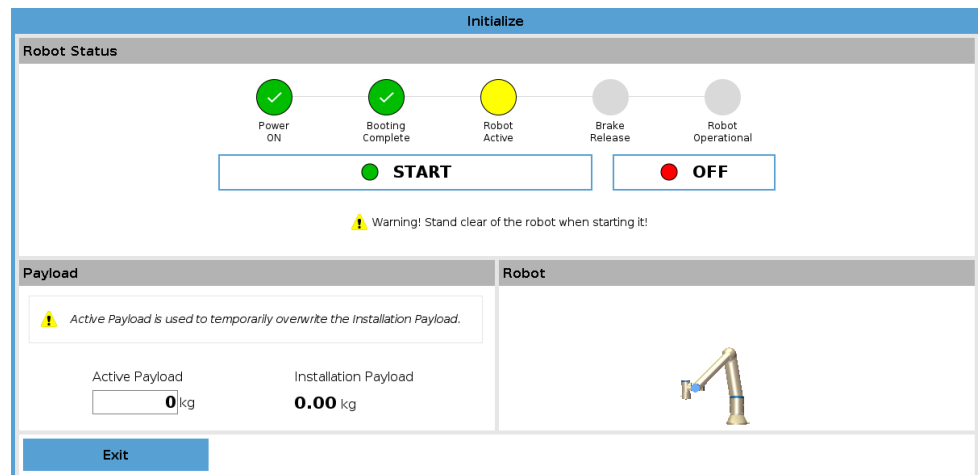 Initialize
Robot Status
Power
ON
Booting
Complete
Robot
Active
Brake
Release
Robot
Operational
START
OFF
Warning! Stand clear of the robot when starting it!
Payload
Active Payload is used to temporarily overwrite the Installation Payload.
Active Payload
Installation Payload
0 kg
0.00 kg
Robot
Exit